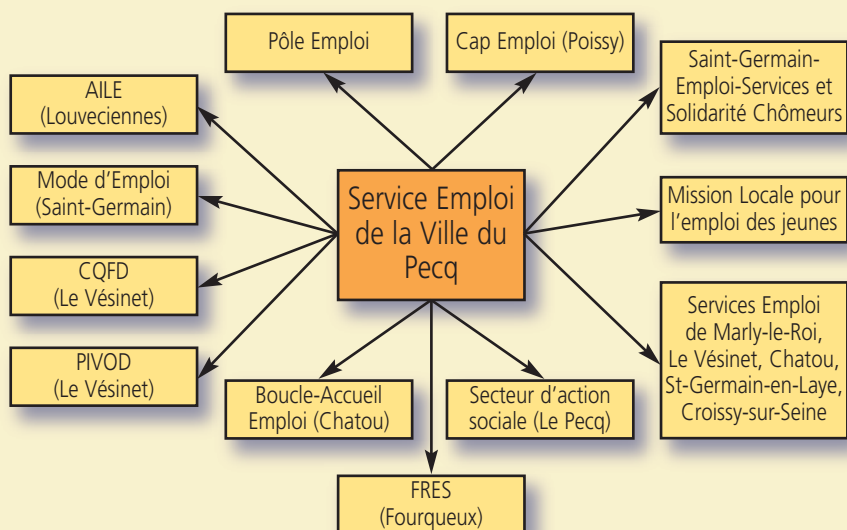 Pôle Emploi
Cap Emploi (Poissy)
Saint-Germain-
Emploi-Services et
Solidarité Chômeurs
AILE
(Louveciennes)
Mode d'Emploi
(Saint-Germain)
Service Emploi
de la Ville du
Pecq
Mission Locale pour
l'emploi des jeunes
CQFD
(Le Vésinet)
PIVOD
(Le Vésinet)
Services Emploi
de Marly-le-Roi,
Le Vésinet, Chatou,
St-Germain-en-Laye,
Croissy-sur-Seine
Boucle-Accueil
Emploi (Chatou)
Secteur d'action
sociale (Le Pecq)
FRES
(Fourqueux)